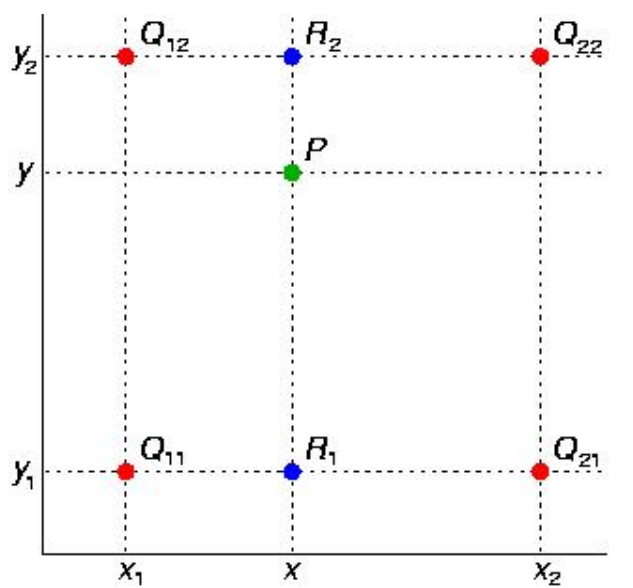 Q₁₂ R₂ Q₂₂
y₂
P
y
Q₁₁ R₁ Q₂₁
y₁
x₁ x x₂